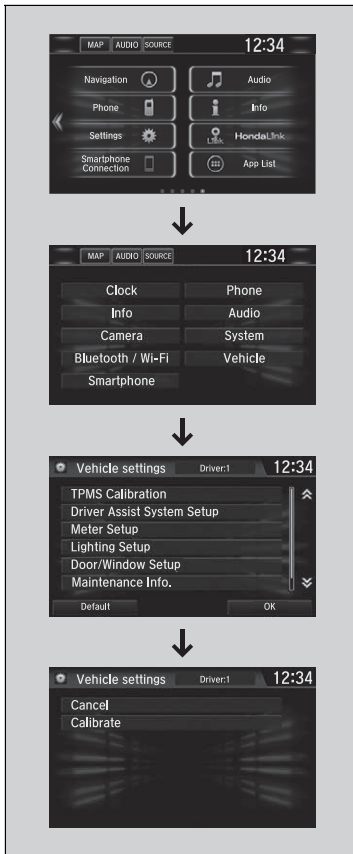 MAP AUDIO SOURCE 12:34
Navigation Audio
Phone Info
Settings Link HondaLink
Smartphone
Connection App List
MAP AUDIO SOURCE 12:34
Clock Phone
Info Audio
Camera System
Bluetooth / Wi-Fi Vehicle
Smartphone
Vehicle settings Driver:1 12:34
TPMS Calibration
Driver Assist System Setup
Meter Setup
Lighting Setup
Door/Window Setup
Maintenance Info.
Default OK
Vehicle settings Driver:1 12:34
Cancel
Calibrate